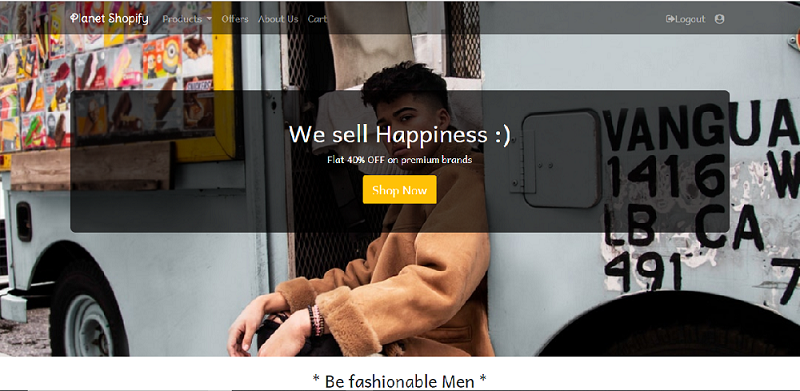 Planet Shopify Products Offers About Us Cart Logout
We sell Happiness :)
Flat 40% OFF on premium brands
Shop Now
VANGUA
1416 W
LB CA
491 7
* Be fashionable Men *